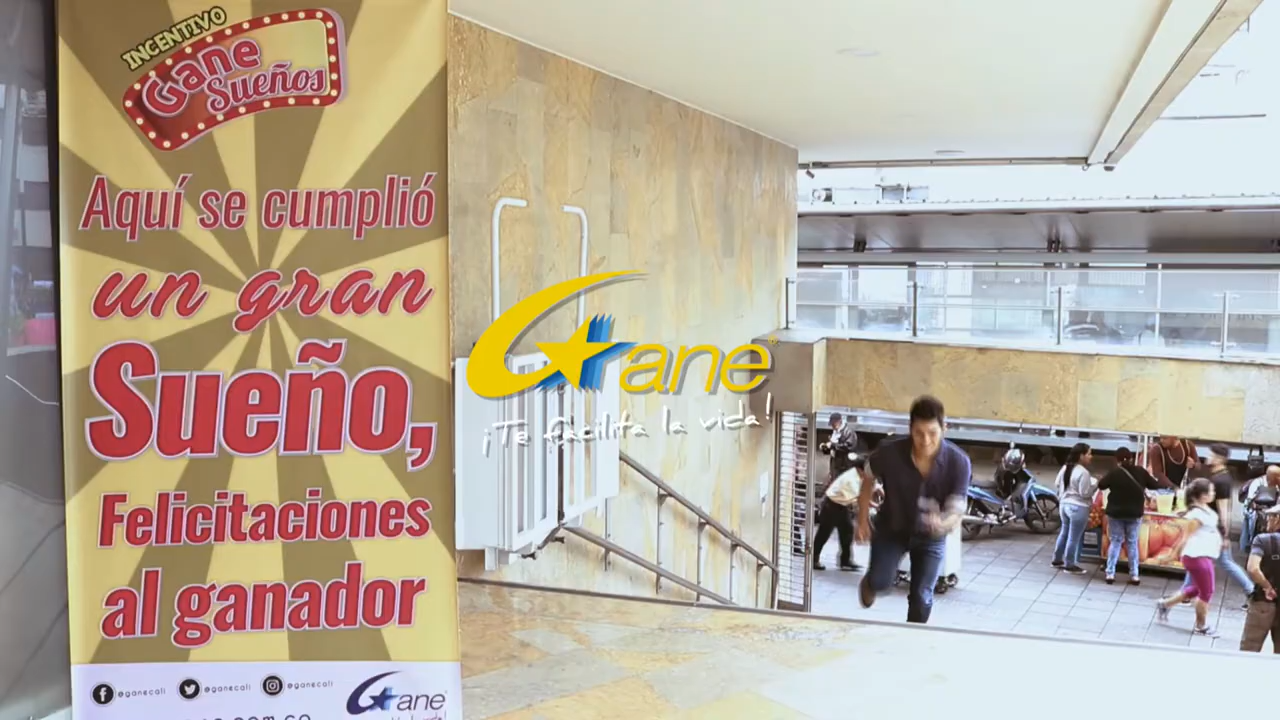 INCENTIVO
Gane
Sueños
Aquí se cumplió
un gran
Sueño,
Felicitaciones
al ganador
@ganecali
@ganecali
@ganecali
Gane
Gane
¡Te facilita la vida!